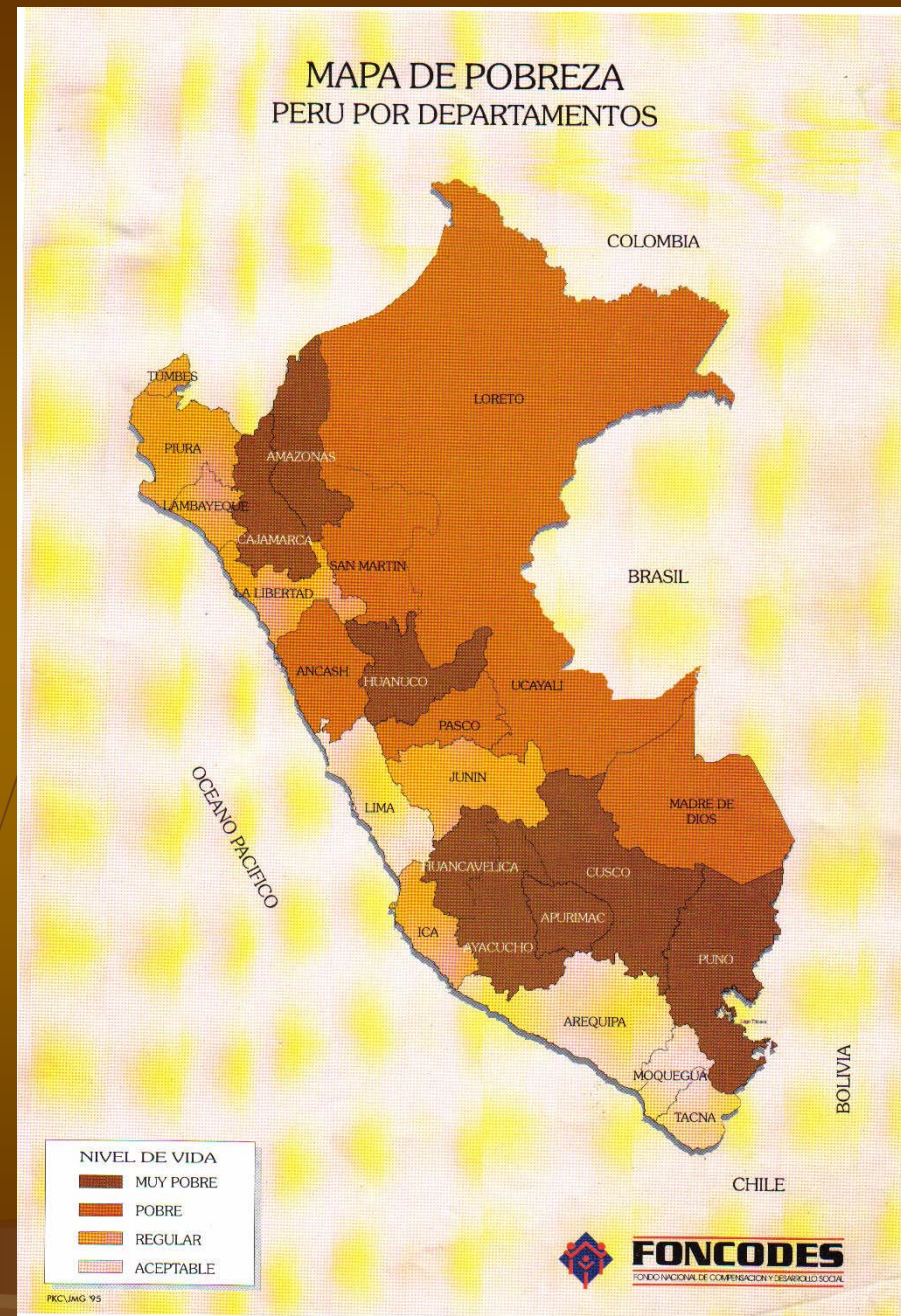 MAPA DE POBREZA
PERU POR DEPARTAMENTOS
COLOMBIA
TUMBES
LORETO
PIURA
AMAZONAS
LAMBAYEQUE
CAJAMARCA
SAN MARTIN
BRASIL
LA LIBERTAD
ANCASH
HUANUCO
UCAYALI
PASCO
OCEANO PACIFICO
JUNIN
LIMA
MADRE DE
DIOS
HUANCAVELICA
CUSCO
APURIMAC
ICA
AYACUCHO
PUNO
AREQUIPA
MOQUEGUA
BOLIVIA
TACNA
CHILE
NIVEL DE VIDA
MUY POBRE
POBRE
REGULAR
ACEPTABLE
FONCODES
FONDO NACIONAL DE COMPENSACION Y DESARROLLO SOCIAL
PKC\JMG '95